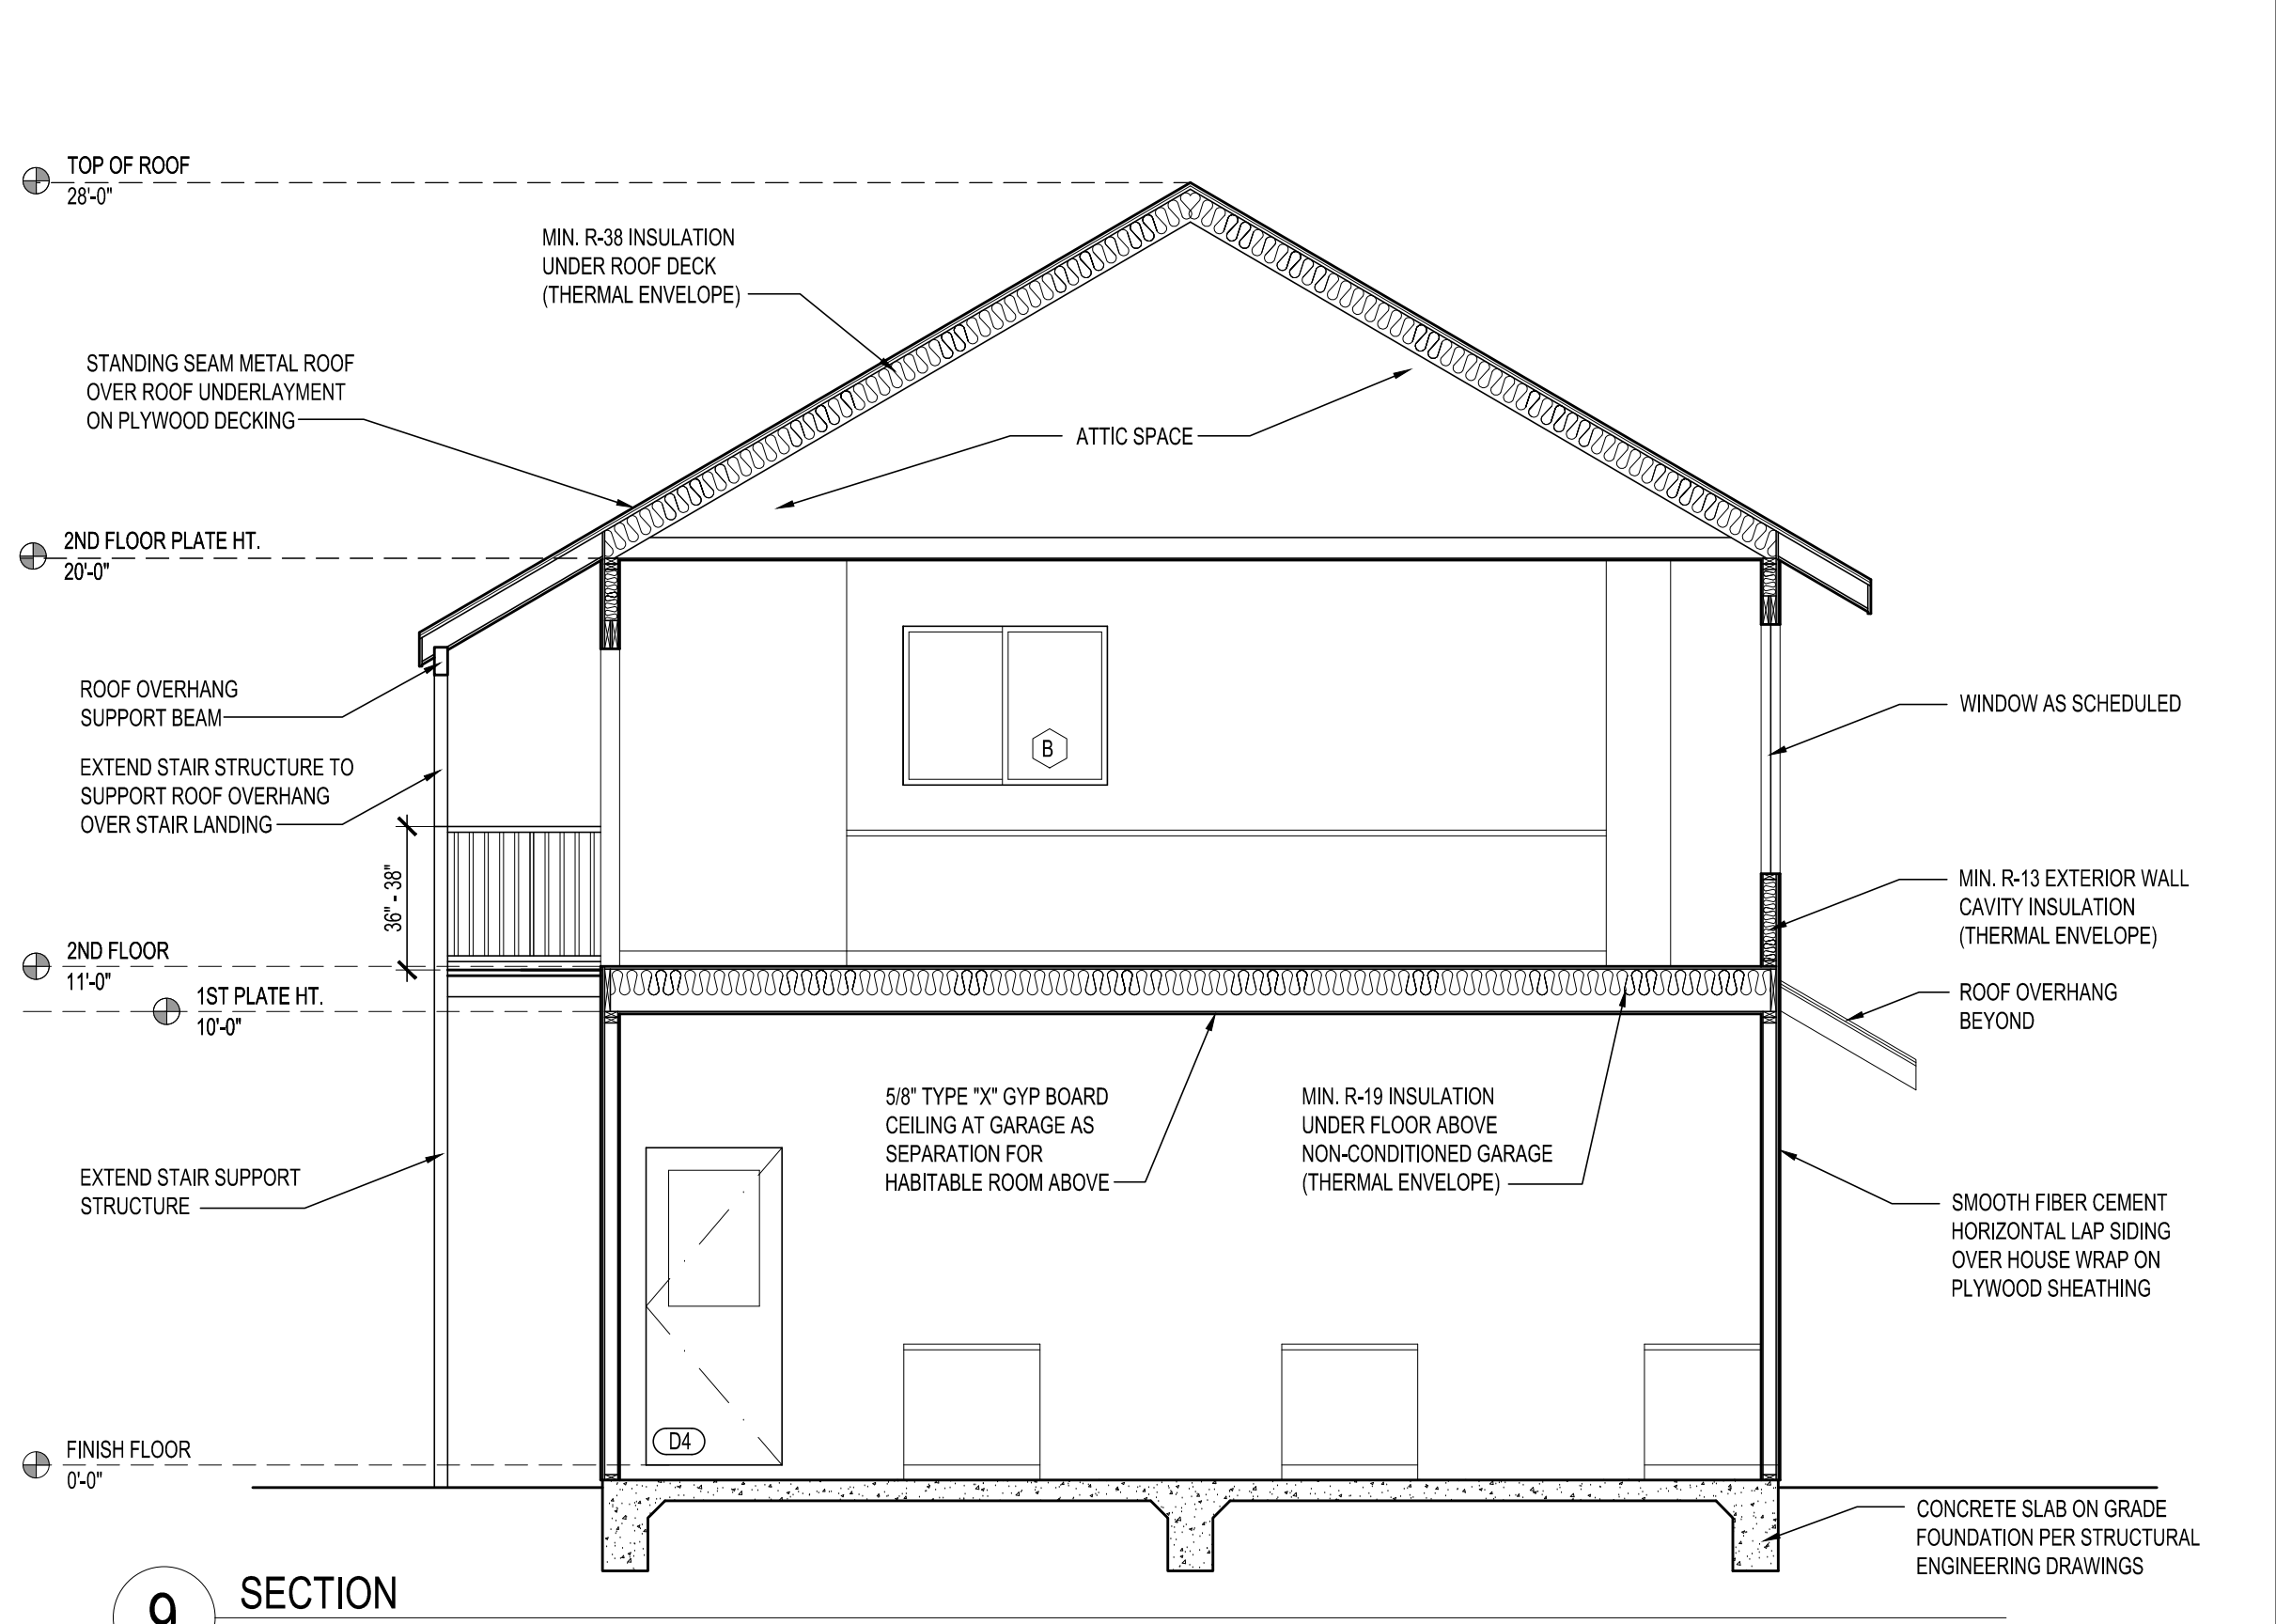 TOP OF ROOF
28'-0"
MIN. R-38 INSULATION
UNDER ROOF DECK
(THERMAL ENVELOPE)
STANDING SEAM METAL ROOF
OVER ROOF UNDERLAYMENT
ON PLYWOOD DECKING
ATTIC SPACE
2ND FLOOR PLATE HT.
20'-0"
ROOF OVERHANG
SUPPORT BEAM
WINDOW AS SCHEDULED
B
EXTEND STAIR STRUCTURE TO
SUPPORT ROOF OVERHANG
OVER STAIR LANDING
36" - 38"
MIN. R-13 EXTERIOR WALL
CAVITY INSULATION
(THERMAL ENVELOPE)
2ND FLOOR
11'-0"
1ST PLATE HT.
10'-0"
ROOF OVERHANG
BEYOND
5/8" TYPE "X" GYP BOARD
CEILING AT GARAGE AS
SEPARATION FOR
HABITABLE ROOM ABOVE
MIN. R-19 INSULATION
UNDER FLOOR ABOVE
NON-CONDITIONED GARAGE
(THERMAL ENVELOPE)
EXTEND STAIR SUPPORT
STRUCTURE
SMOOTH FIBER CEMENT
HORIZONTAL LAP SIDING
OVER HOUSE WRAP ON
PLYWOOD SHEATHING
D4
FINISH FLOOR
0'-0"
CONCRETE SLAB ON GRADE
FOUNDATION PER STRUCTURAL
ENGINEERING DRAWINGS
9
SECTION